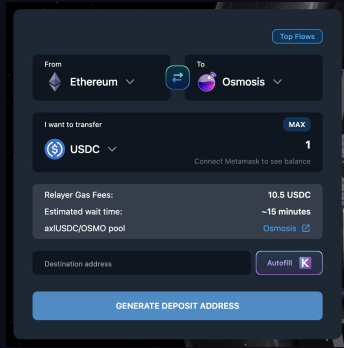 Top Flows
From
Ethereum
To
Osmosis
I want to transfer
MAX
USDC
1
Connect Metamask to see balance
Relayer Gas Fees: 10.5 USDC
Estimated wait time: ~15 minutes
axlUSDC/OSMO pool Osmosis
Destination address
Autofill K
GENERATE DEPOSIT ADDRESS